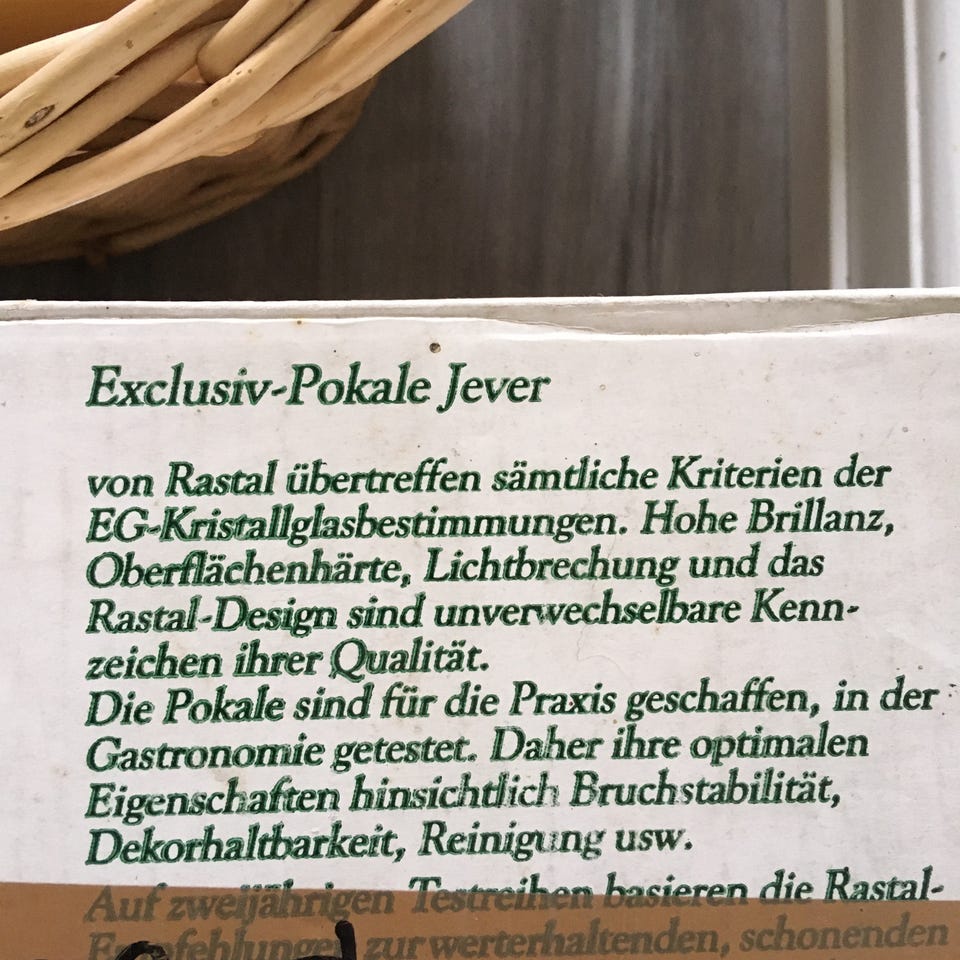 Exclusiv-Pokale Jever
von Rastal übertreffen sämtliche Kriterien der
EG-Kristallglasbestimmungen. Hohe Brillanz,
Oberflächenhärte, Lichtbrechung und das
Rastal-Design sind unverwechselbare Kenn-
zeichen ihrer Qualität.
Die Pokale sind für die Praxis geschaffen, in der
Gastronomie getestet. Daher ihre optimalen
Eigenschaften hinsichtlich Bruchstabilität,
Dekorhaltbarkeit, Reinigung usw.
Auf zweijährigen Testreihen basieren die Rastal-
Empfehlungen zur werterhaltenden, schonenden